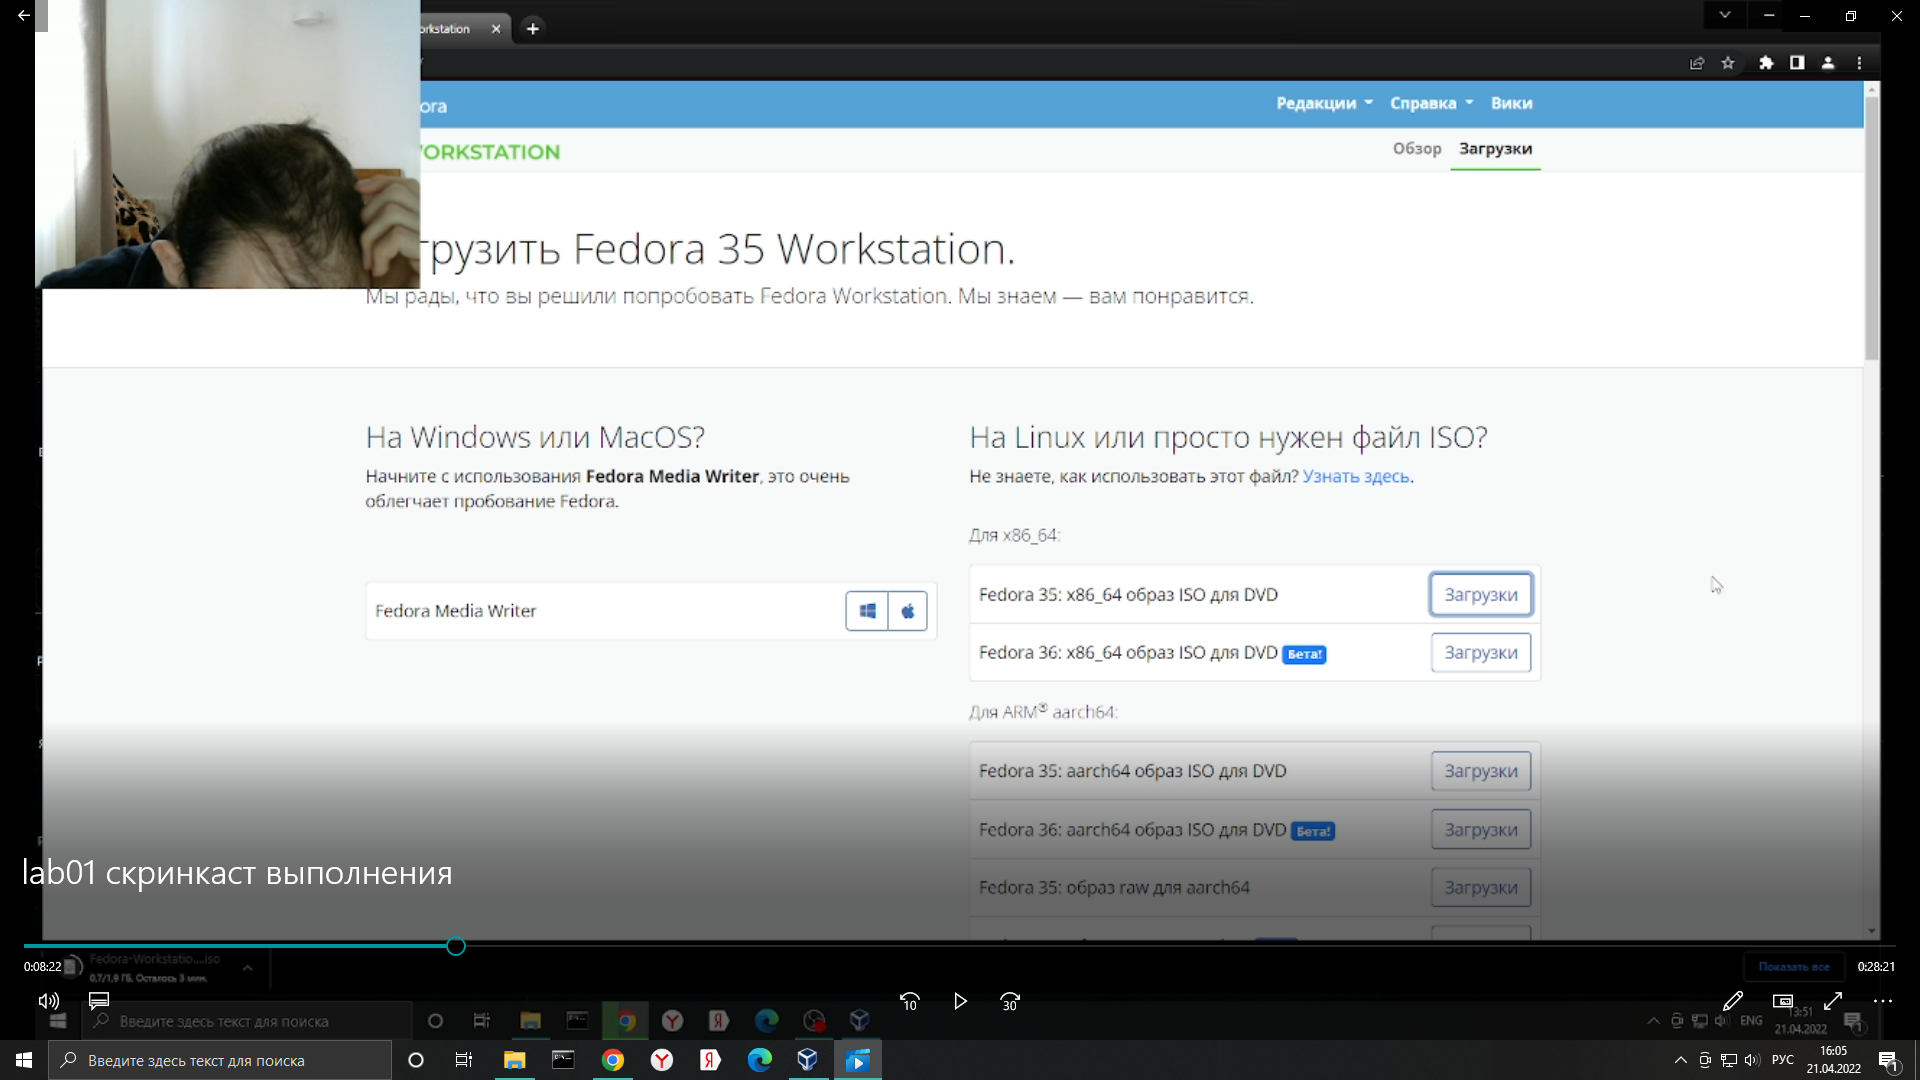 orkstation
ora
Редакции
Справка
Вики
ORKSTATION
Обзор
Загрузки
грузить Fedora 35 Workstation.
Мы рады, что вы решили попробовать Fedora Workstation. Мы знаем — вам понравится.
На Windows или MacOS?
Начните с использования Fedora Media Writer, это очень
облегчает пробование Fedora.
Fedora Media Writer
На Linux или просто нужен файл ISO?
Не знаете, как использовать этот файл? Узнать здесь.
Для x86_64:
Fedora 35: x86_64 образ ISO для DVD
Загрузки
Fedora 36: x86_64 образ ISO для DVD Бета!
Загрузки
Для ARM® aarch64:
Fedora 35: aarch64 образ ISO для DVD
Загрузки
Fedora 36: aarch64 образ ISO для DVD Бета!
Загрузки
Fedora 35: образ raw для aarch64
Загрузки
lab01 скринкаст выполнения
0:08:22
Fedora-Workstatio....iso
0,7/1,9 ГБ, Осталось 3 мин.
Показать все
0:28:21
10
30
Введите здесь текст для поиска
ENG
13:51
21.04.2022
1
Введите здесь текст для поиска
РУС
16:05
21.04.2022
1